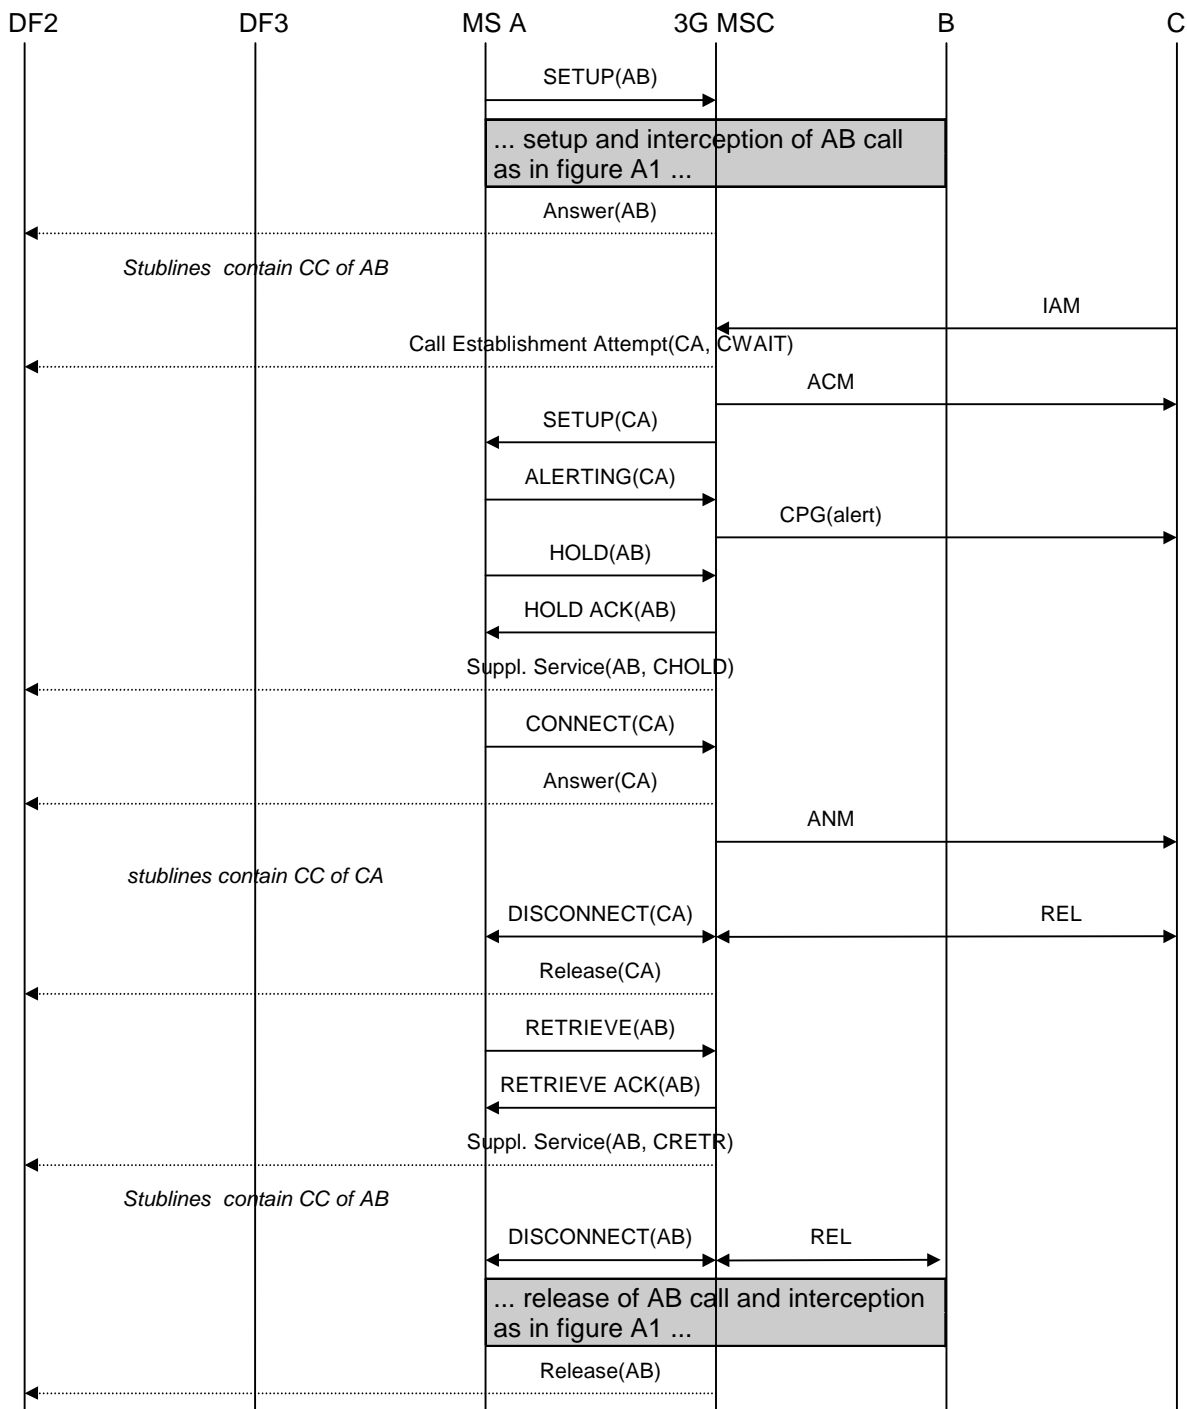 DF2 DF3 MS A 3G MSC B C
SETUP(AB)
... setup and interception of AB call
as in figure A1 ...
Answer(AB)
Stublines contain CC of AB
IAM
Call Establishment Attempt(CA, CWAIT)
ACM
SETUP(CA)
ALERTING(CA)
CPG(alert)
HOLD(AB)
HOLD ACK(AB)
Suppl. Service(AB, CHOLD)
CONNECT(CA)
Answer(CA)
ANM
stublines contain CC of CA
DISCONNECT(CA) REL
Release(CA)
RETRIEVE(AB)
RETRIEVE ACK(AB)
Suppl. Service(AB, CRETR)
Stublines contain CC of AB
DISCONNECT(AB) REL
... release of AB call and interception
as in figure A1 ...
Release(AB)